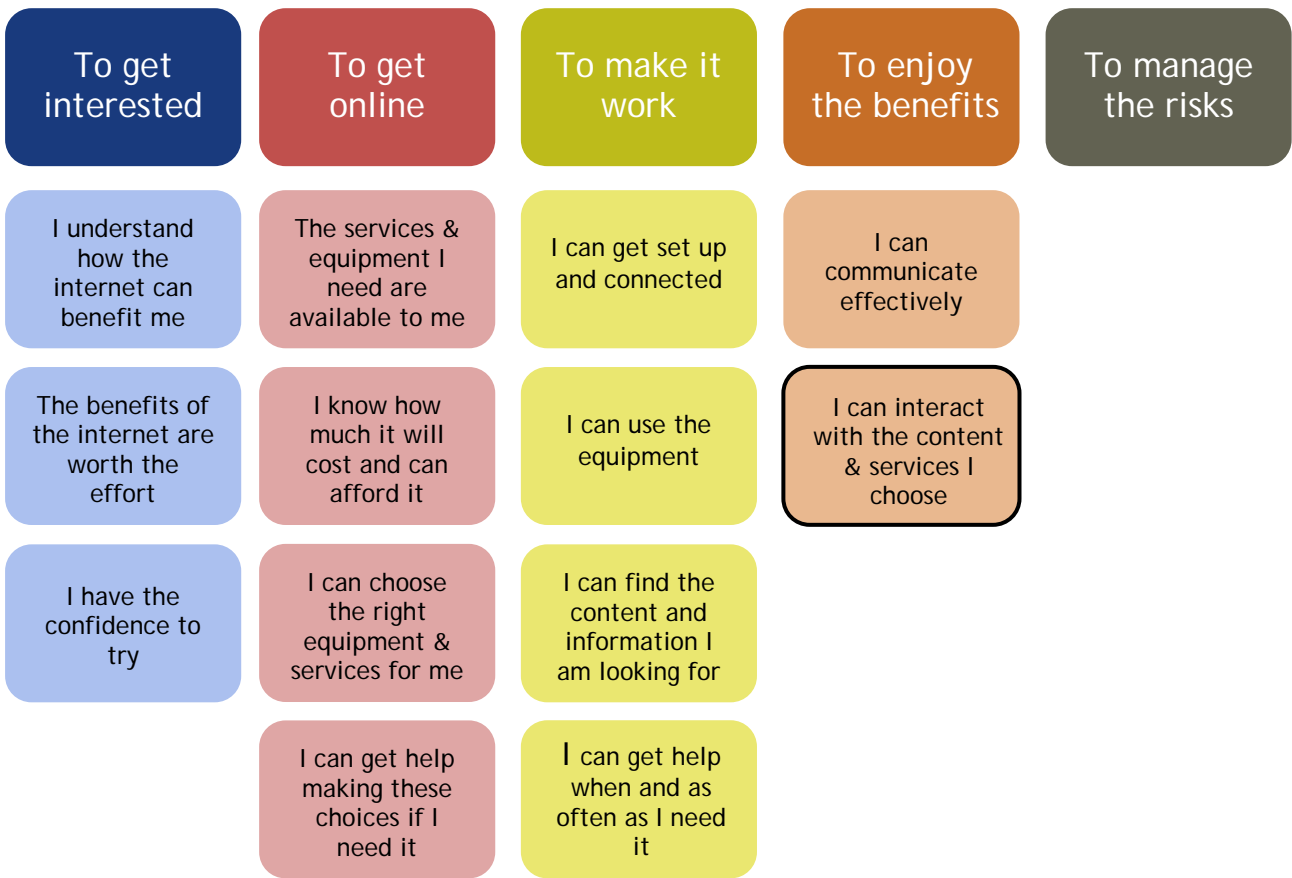 To get
interested
To get
online
To make it
work
To enjoy
the benefits
To manage
the risks
I understand
how the
internet can
benefit me
The services &
equipment I
need are
available to me
I can get set up
and connected
I can
communicate
effectively
The benefits of
the internet are
worth the
effort
I know how
much it will
cost and can
afford it
I can use the
equipment
I can interact
with the content
& services I
choose
I have the
confidence to
try
I can choose
the right
equipment &
services for me
I can find the
content and
information I
am looking for
I can get help
making these
choices if I
need it
I can get help
when and as
often as I need
it